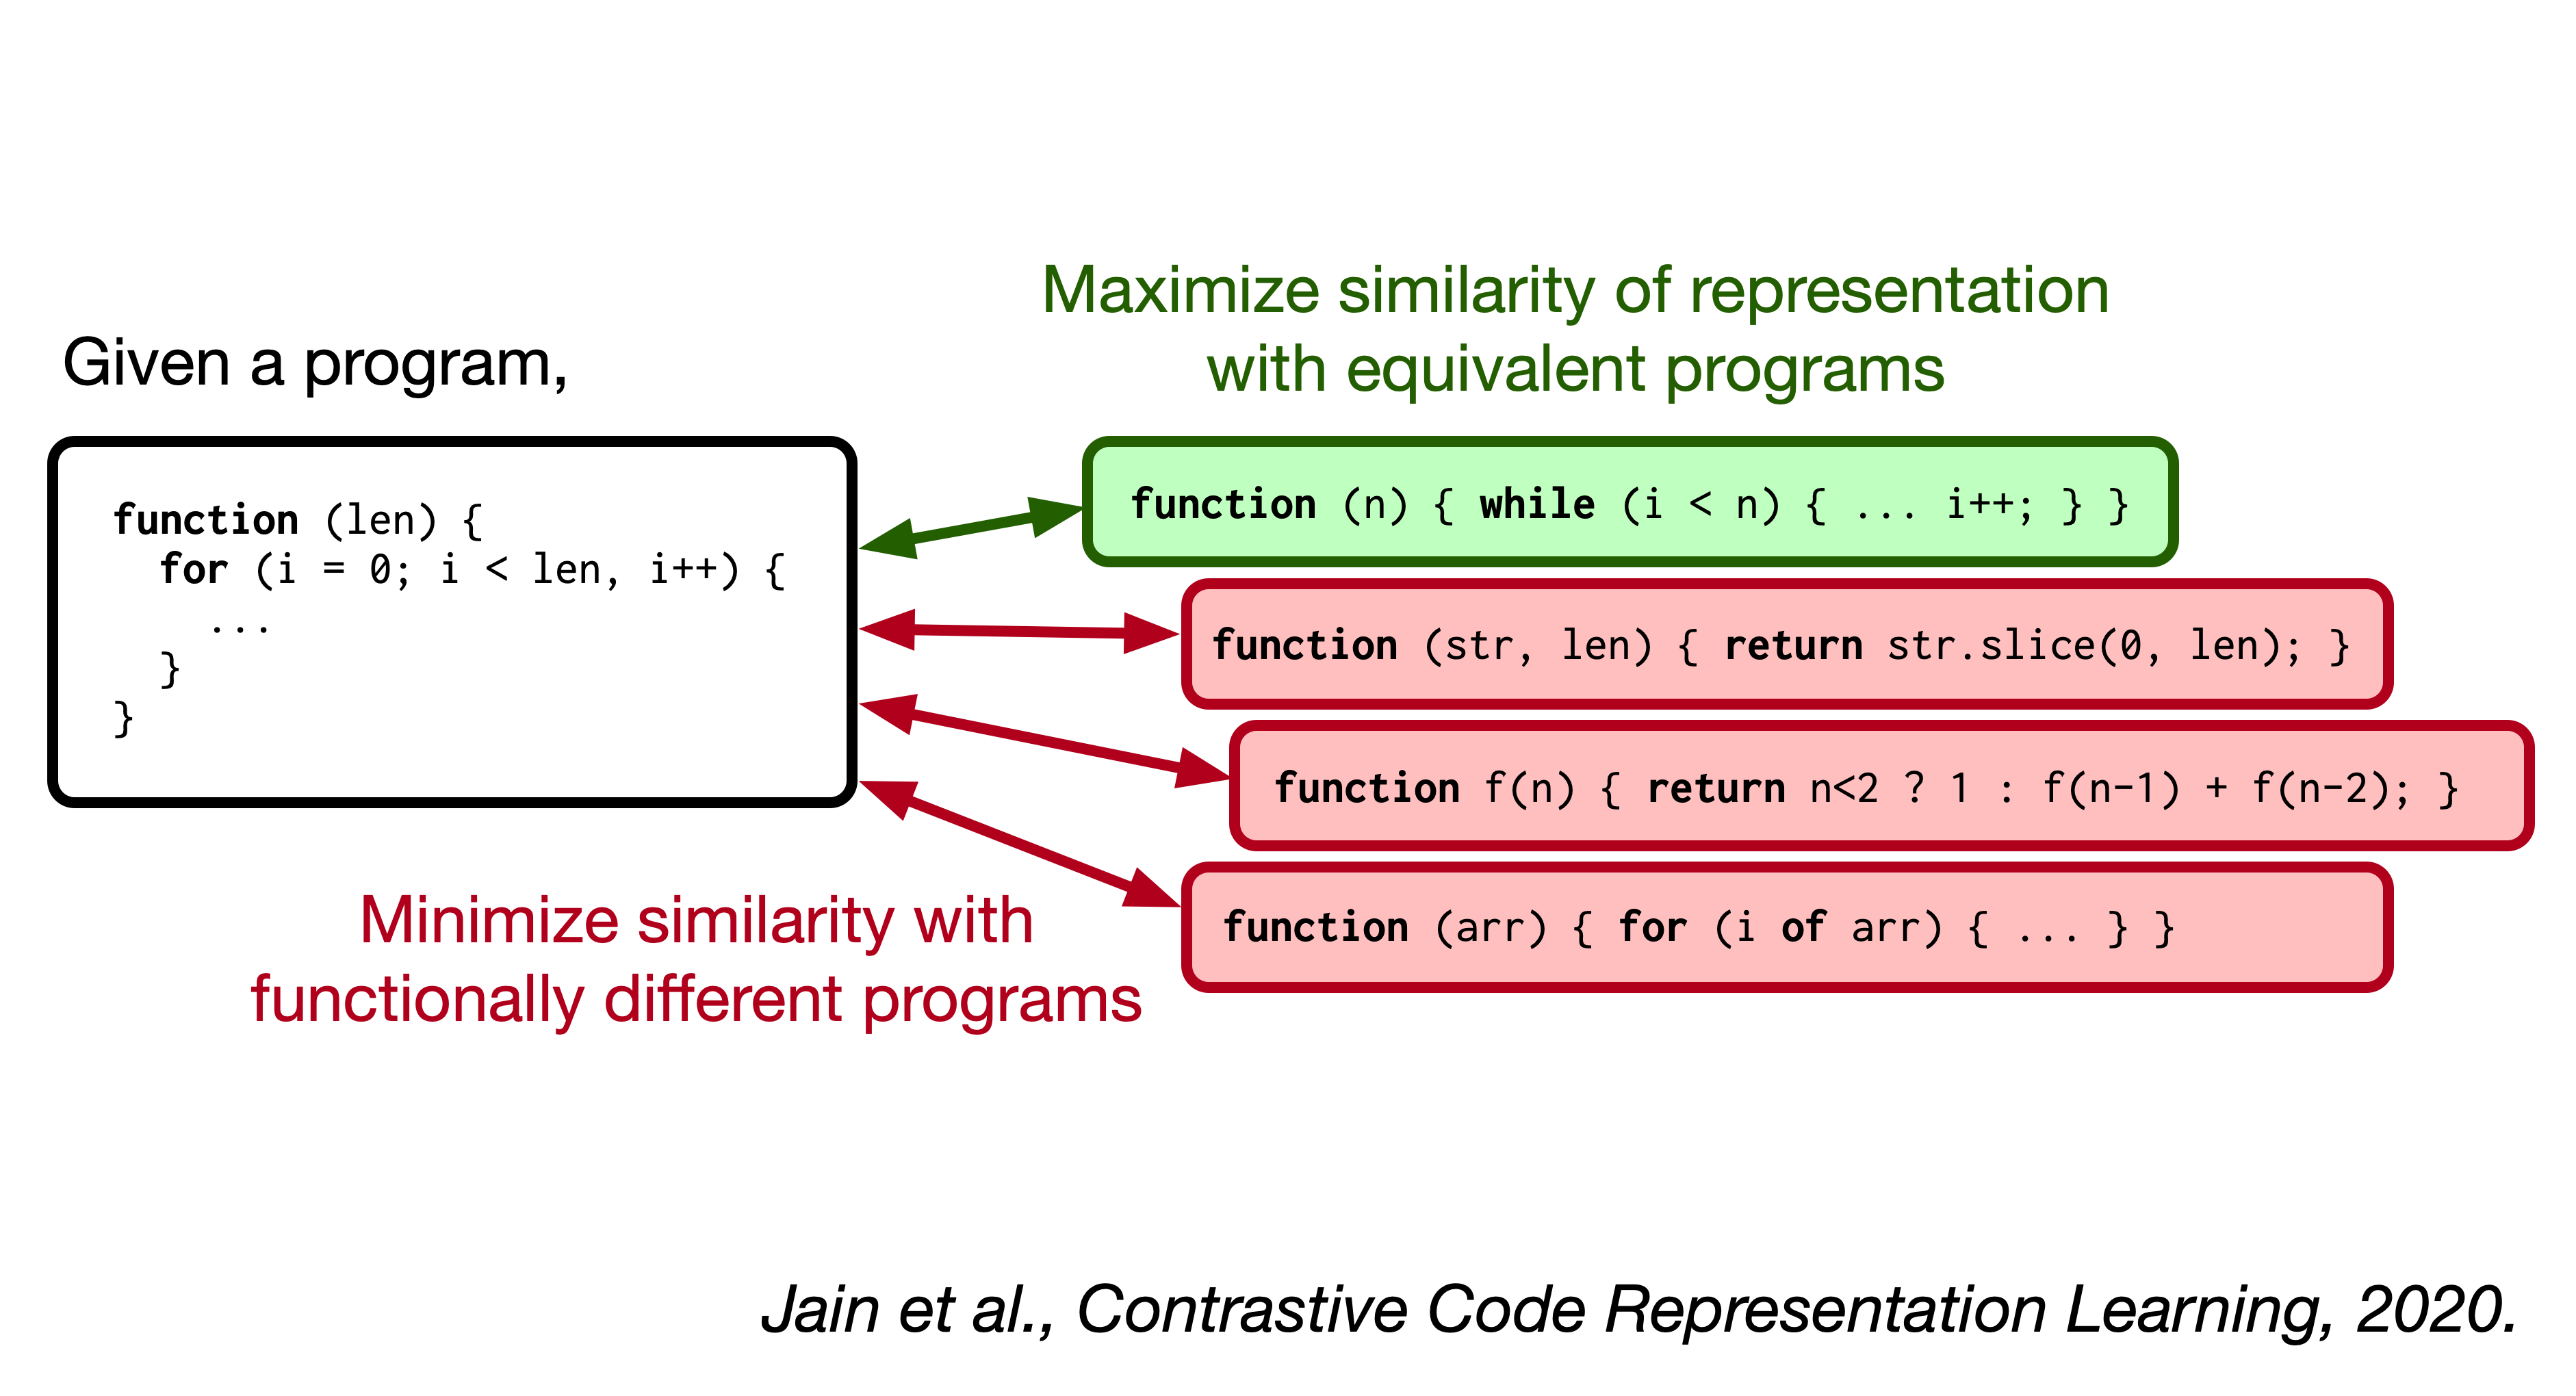 Maximize similarity of representation
with equivalent programs
Given a program,
function (len) {
for (i = 0; i < len, i++) {
...
}
}
function (n) { while (i < n) { ... i++; } }
function (str, len) { return str.slice(0, len); }
function f(n) { return n<2 ? 1 : f(n-1) + f(n-2); }
function (arr) { for (i of arr) { ... } }
Minimize similarity with
functionally different programs
Jain et al., Contrastive Code Representation Learning, 2020.